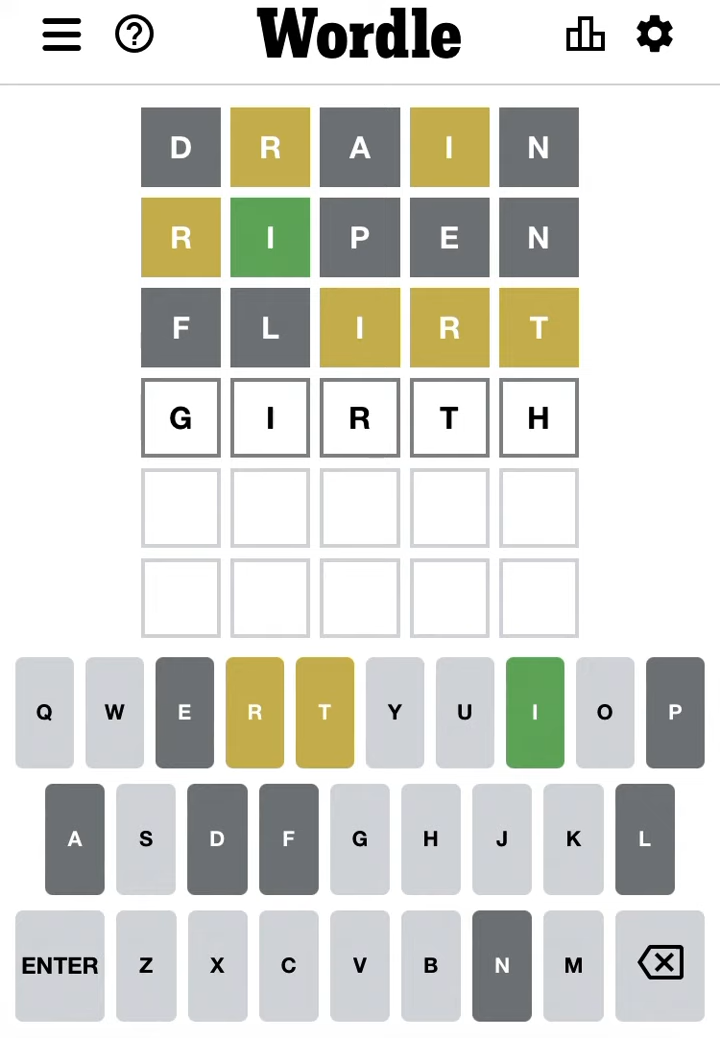 Wordle
D R A I N
R I P E N
F L I R T
G I R T H
Q W E R T Y U I O P
A S D F G H J K L
ENTER Z X C V B N M